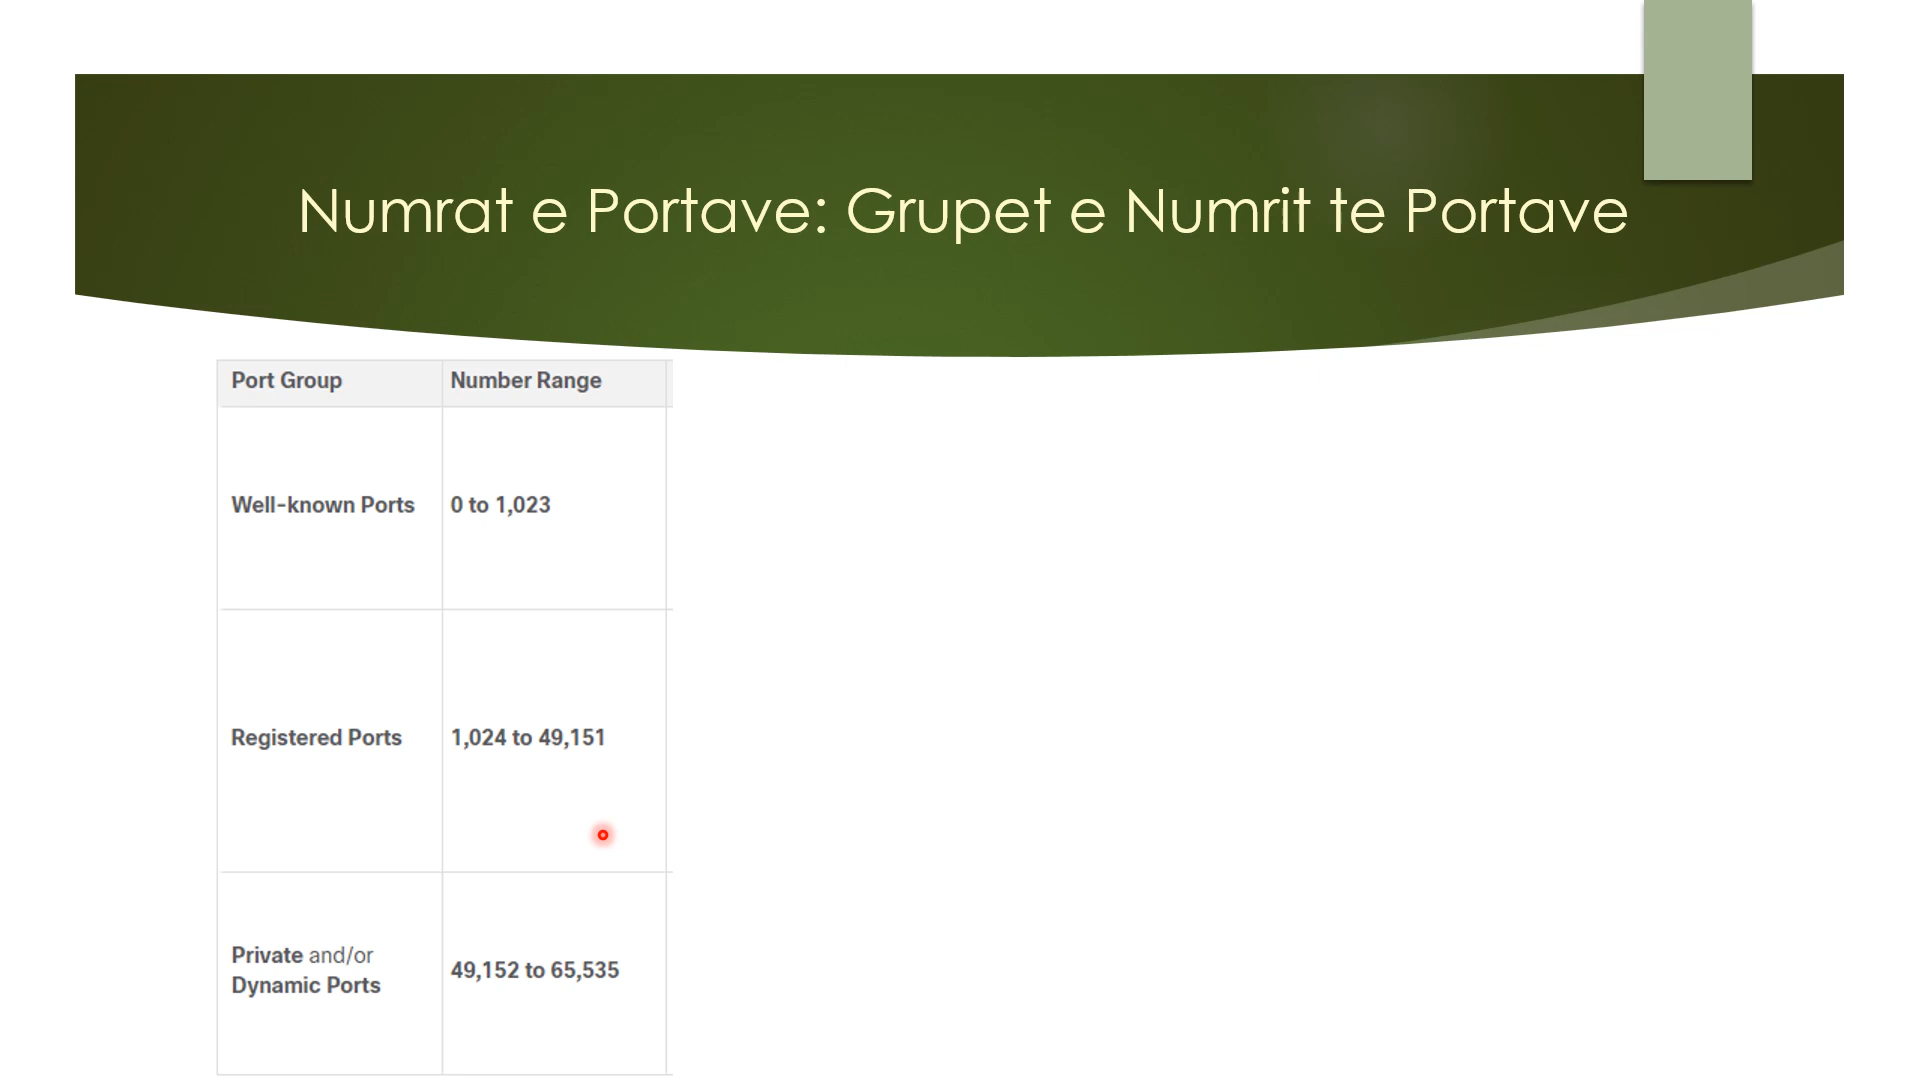 Numrat e Portave: Grupet e Numrit te Portave
Port Group Number Range
Well-known Ports 0 to 1,023
Registered Ports 1,024 to 49,151
Private and/or
Dynamic Ports 49,152 to 65,535